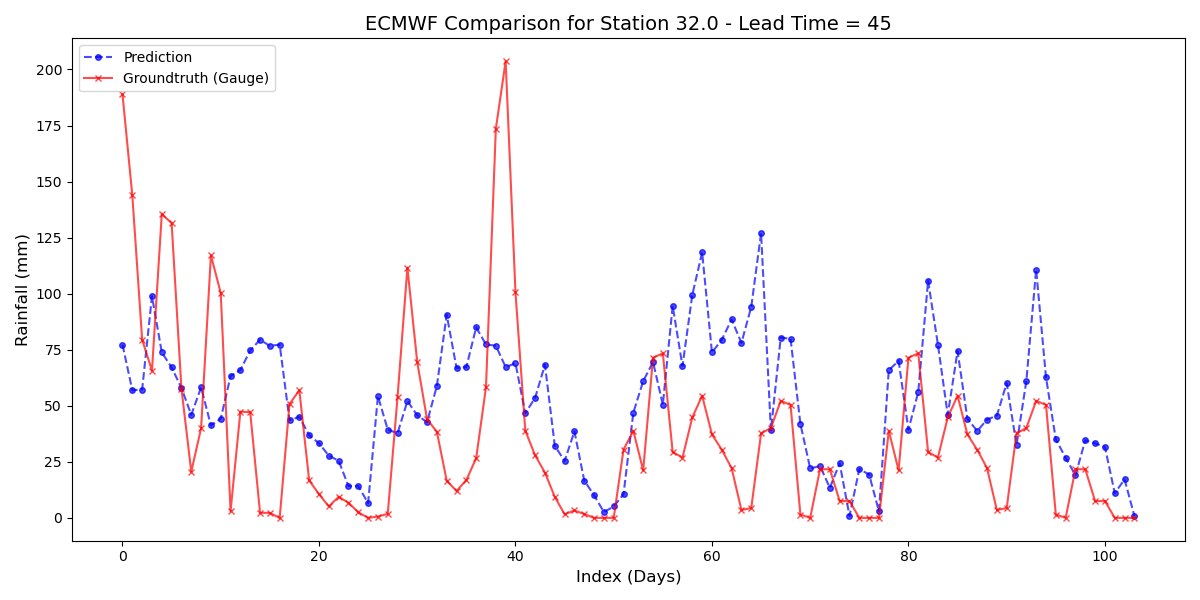 ECMWF Comparison for Station 32.0 - Lead Time = 45
Prediction
Groundtruth (Gauge)
Rainfall (mm)
200
175
150
125
100
75
50
25
0
0 20 40 60 80 100
Index (Days)